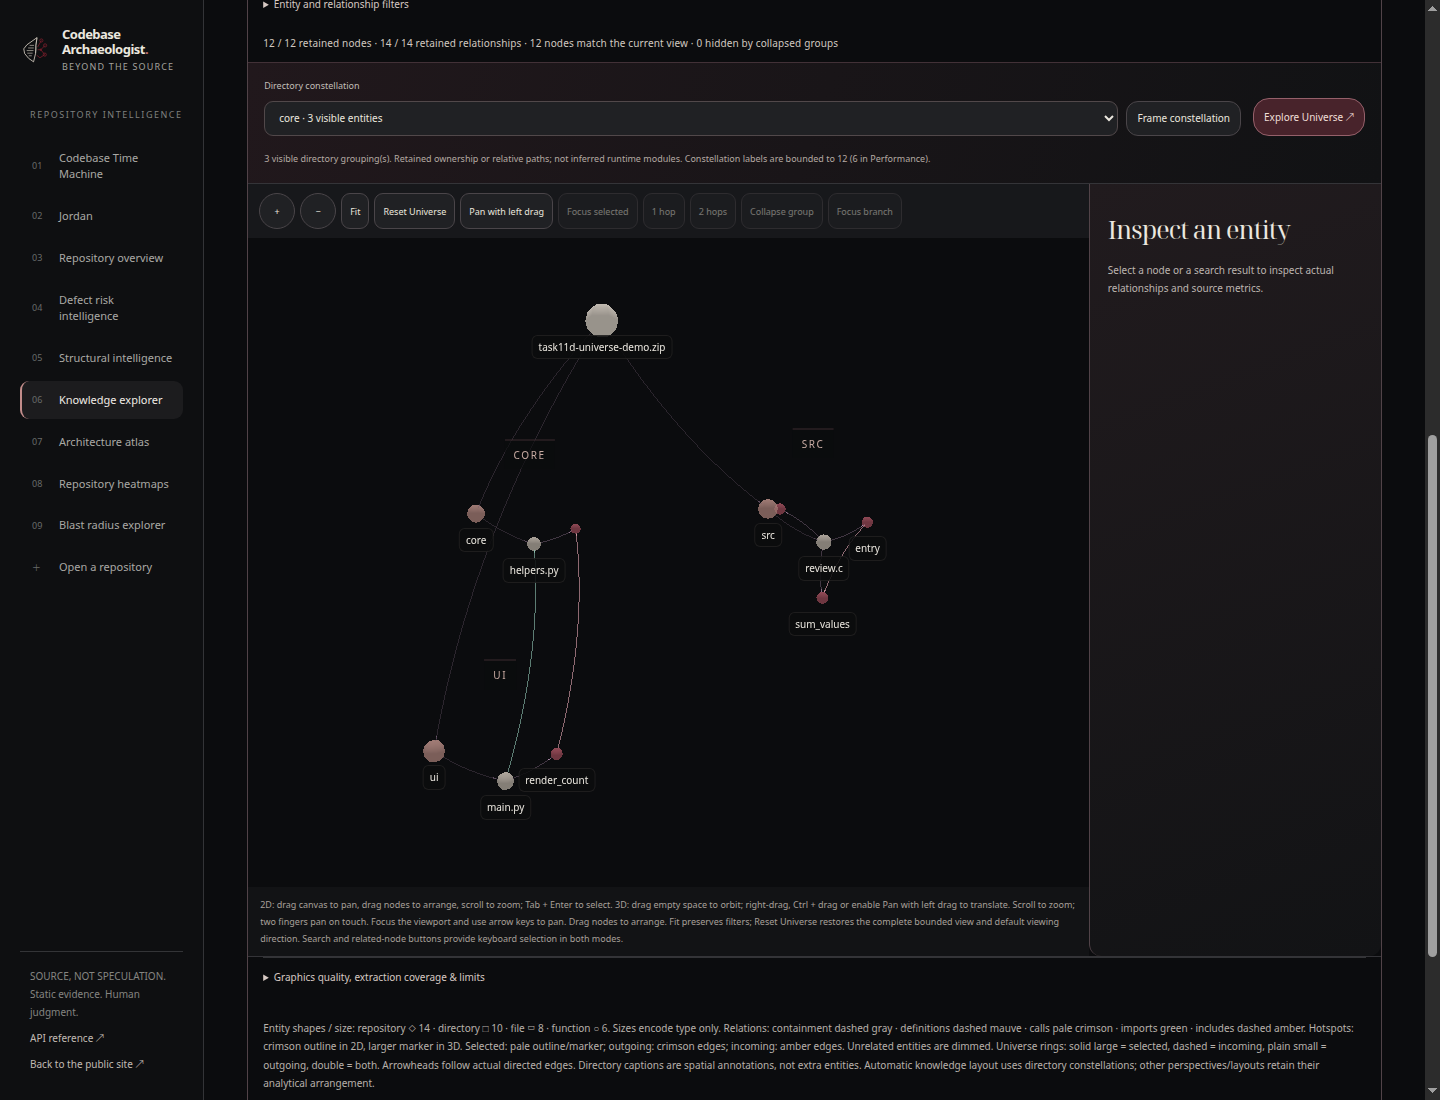 Codebase
Archaeologist.
BEYOND THE SOURCE
REPOSITORY INTELLIGENCE
01 Codebase Time
Machine
02 Jordan
03 Repository overview
04 Defect risk
intelligence
05 Structural intelligence
06 Knowledge explorer
07 Architecture atlas
08 Repository heatmaps
09 Blast radius explorer
+ Open a repository
SOURCE, NOT SPECULATION.
Static evidence. Human
judgment.
API reference ↗
Back to the public site ↗
▶ Entity and relationship filters
12 / 12 retained nodes · 14 / 14 retained relationships · 12 nodes match the current view · 0 hidden by collapsed groups
Directory constellation
core · 3 visible entities
Frame constellation
Explore Universe ↗
3 visible directory grouping(s). Retained ownership or relative paths; not inferred runtime modules. Constellation labels are bounded to 12 (6 in Performance).
+ − Fit Reset Universe Pan with left drag Focus selected 1 hop 2 hops Collapse group Focus branch
task11d-universe-demo.zip
CORE
SRC
core
helpers.py
src
entry
review.c
sum_values
UI
ui
render_count
main.py
Inspect an entity
Select a node or a search result to inspect actual
relationships and source metrics.
2D: drag canvas to pan, drag nodes to arrange, scroll to zoom; Tab + Enter to select. 3D: drag empty space to orbit; right-drag, Ctrl + drag or enable Pan with left drag to translate. Scroll to zoom;
two fingers pan on touch. Focus the viewport and use arrow keys to pan. Drag nodes to arrange. Fit preserves filters; Reset Universe restores the complete bounded view and default viewing
direction. Search and related-node buttons provide keyboard selection in both modes.
▶ Graphics quality, extraction coverage & limits
Entity shapes / size: repository ◇ 14 · directory □ 10 · file ▭ 8 · function ○ 6. Sizes encode type only. Relations: containment dashed gray · definitions dashed mauve · calls pale crimson · imports green · includes dashed amber. Hotspots:
crimson outline in 2D, larger marker in 3D. Selected: pale outline/marker; outgoing: crimson edges; incoming: amber edges. Unrelated entities are dimmed. Universe rings: solid large = selected, dashed = incoming, plain small =
outgoing, double = both. Arrowheads follow actual directed edges. Directory captions are spatial annotations, not extra entities. Automatic knowledge layout uses directory constellations; other perspectives/layouts retain their
analytical arrangement.